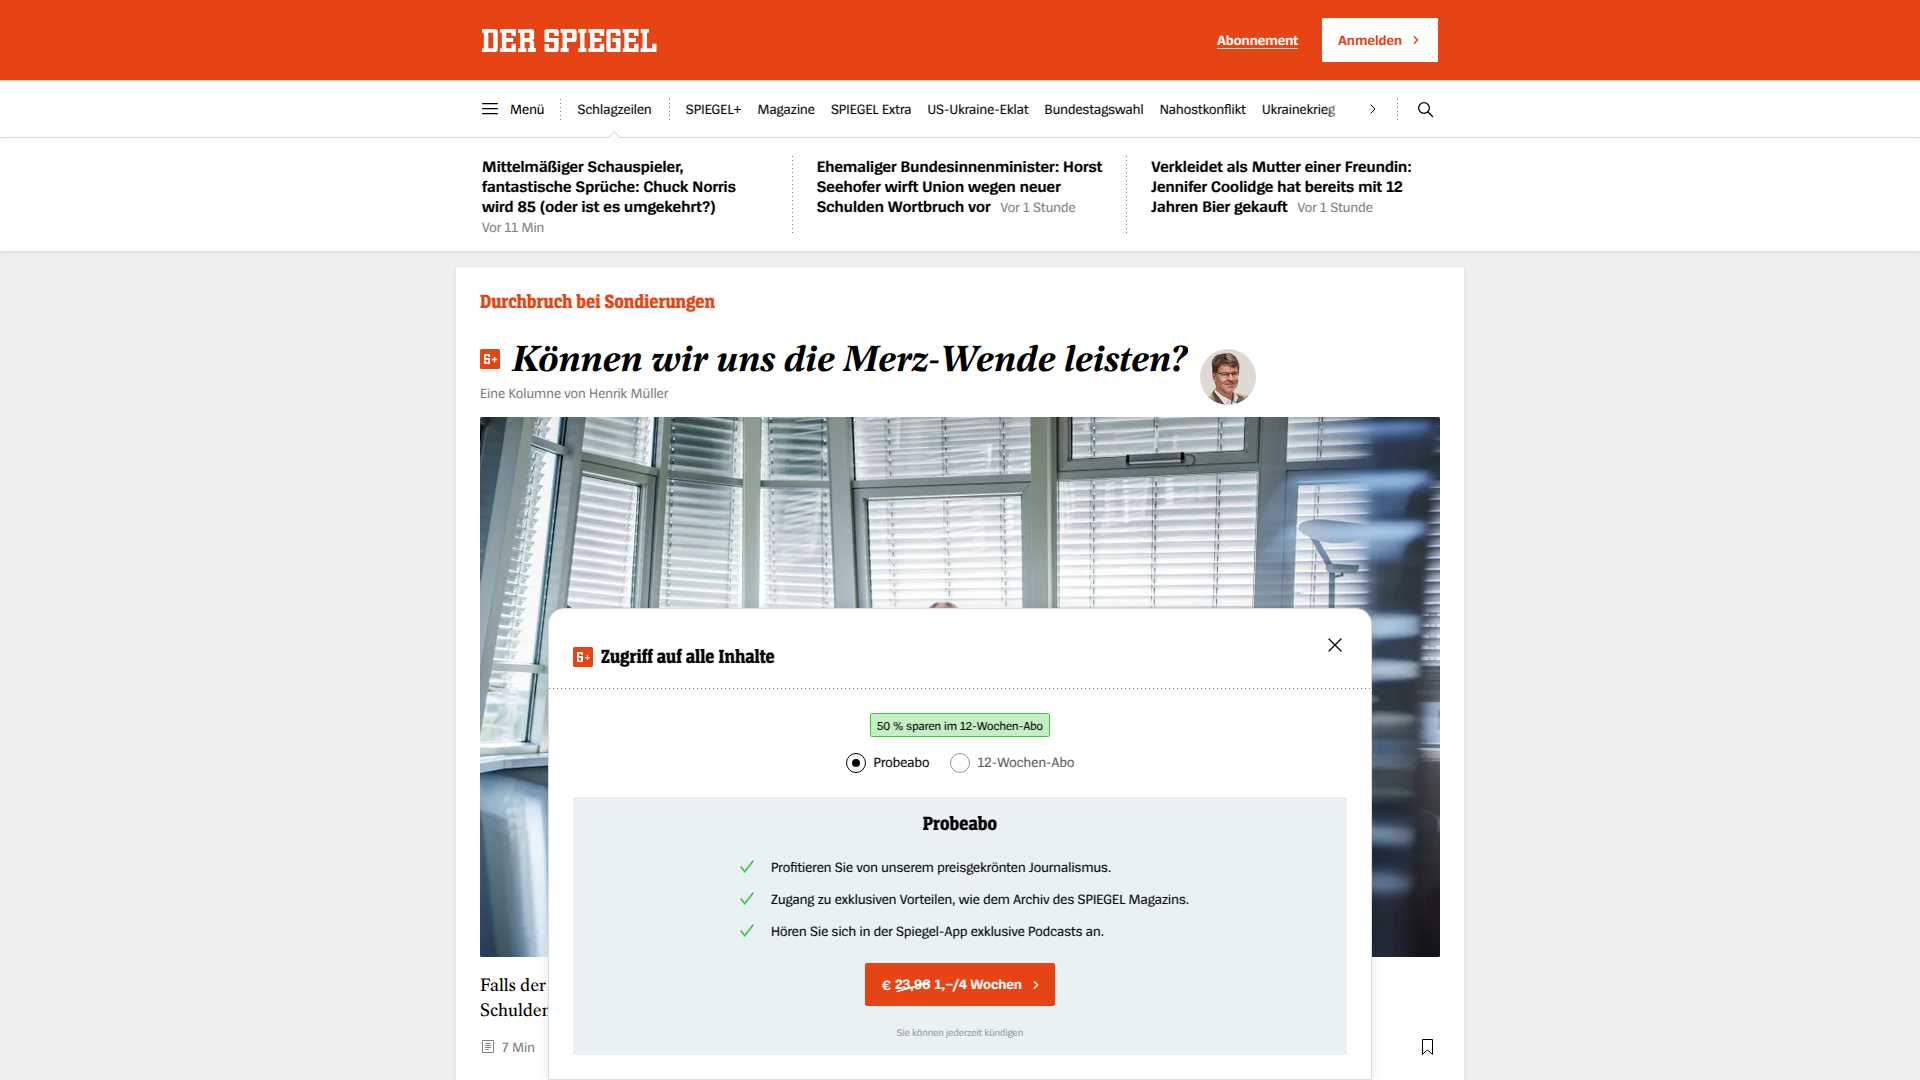 DER SPIEGEL
Abonnement
Anmelden
Menü
Schlagzeilen
SPIEGEL+
Magazine
SPIEGEL Extra
US-Ukraine-Eklat
Bundestagswahl
Nahostkonflikt
Ukrainekrieg
Mittelmäßiger Schauspieler,
fantastische Sprüche: Chuck Norris
wird 85 (oder ist es umgekehrt?)
Vor 11 Min
Ehemaliger Bundesinnenminister: Horst
Seehofer wirft Union wegen neuer
Schulden Wortbruch vor Vor 1 Stunde
Verkleidet als Mutter einer Freundin:
Jennifer Coolidge hat bereits mit 12
Jahren Bier gekauft Vor 1 Stunde
Durchbruch bei Sondierungen
S+ Können wir uns die Merz-Wende leisten?
Eine Kolumne von Henrik Müller
S+ Zugriff auf alle Inhalte
50 % sparen im 12-Wochen-Abo
Probeabo
12-Wochen-Abo
Probeabo
Profitieren Sie von unserem preisgekrönten Journalismus.
Zugang zu exklusiven Vorteilen, wie dem Archiv des SPIEGEL Magazins.
Hören Sie sich in der Spiegel-App exklusive Podcasts an.
€ 23,96 1,–/4 Wochen
Sie können jederzeit kündigen
Falls der
Schulden
7 Min